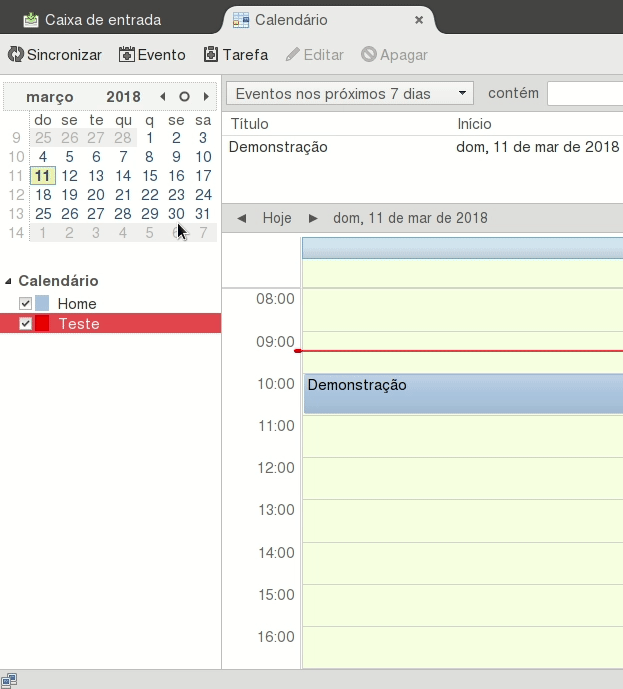 Caixa de entrada
Calendário
Sincronizar Evento Tarefa Editar Apagar
março 2018
do se te qu q se sa
9 25 26 27 28 1 2 3
10 4 5 6 7 8 9 10
11 11 12 13 14 15 16 17
12 18 19 20 21 22 23 24
13 25 26 27 28 29 30 31
14 1 2 3 4 5 6 7
Calendário
Home
Teste
Eventos nos próximos 7 dias contém
Título Início
Demonstração dom, 11 de mar de 2018
Hoje dom, 11 de mar de 2018
08:00
09:00
10:00 Demonstração
11:00
12:00
13:00
14:00
15:00
16:00